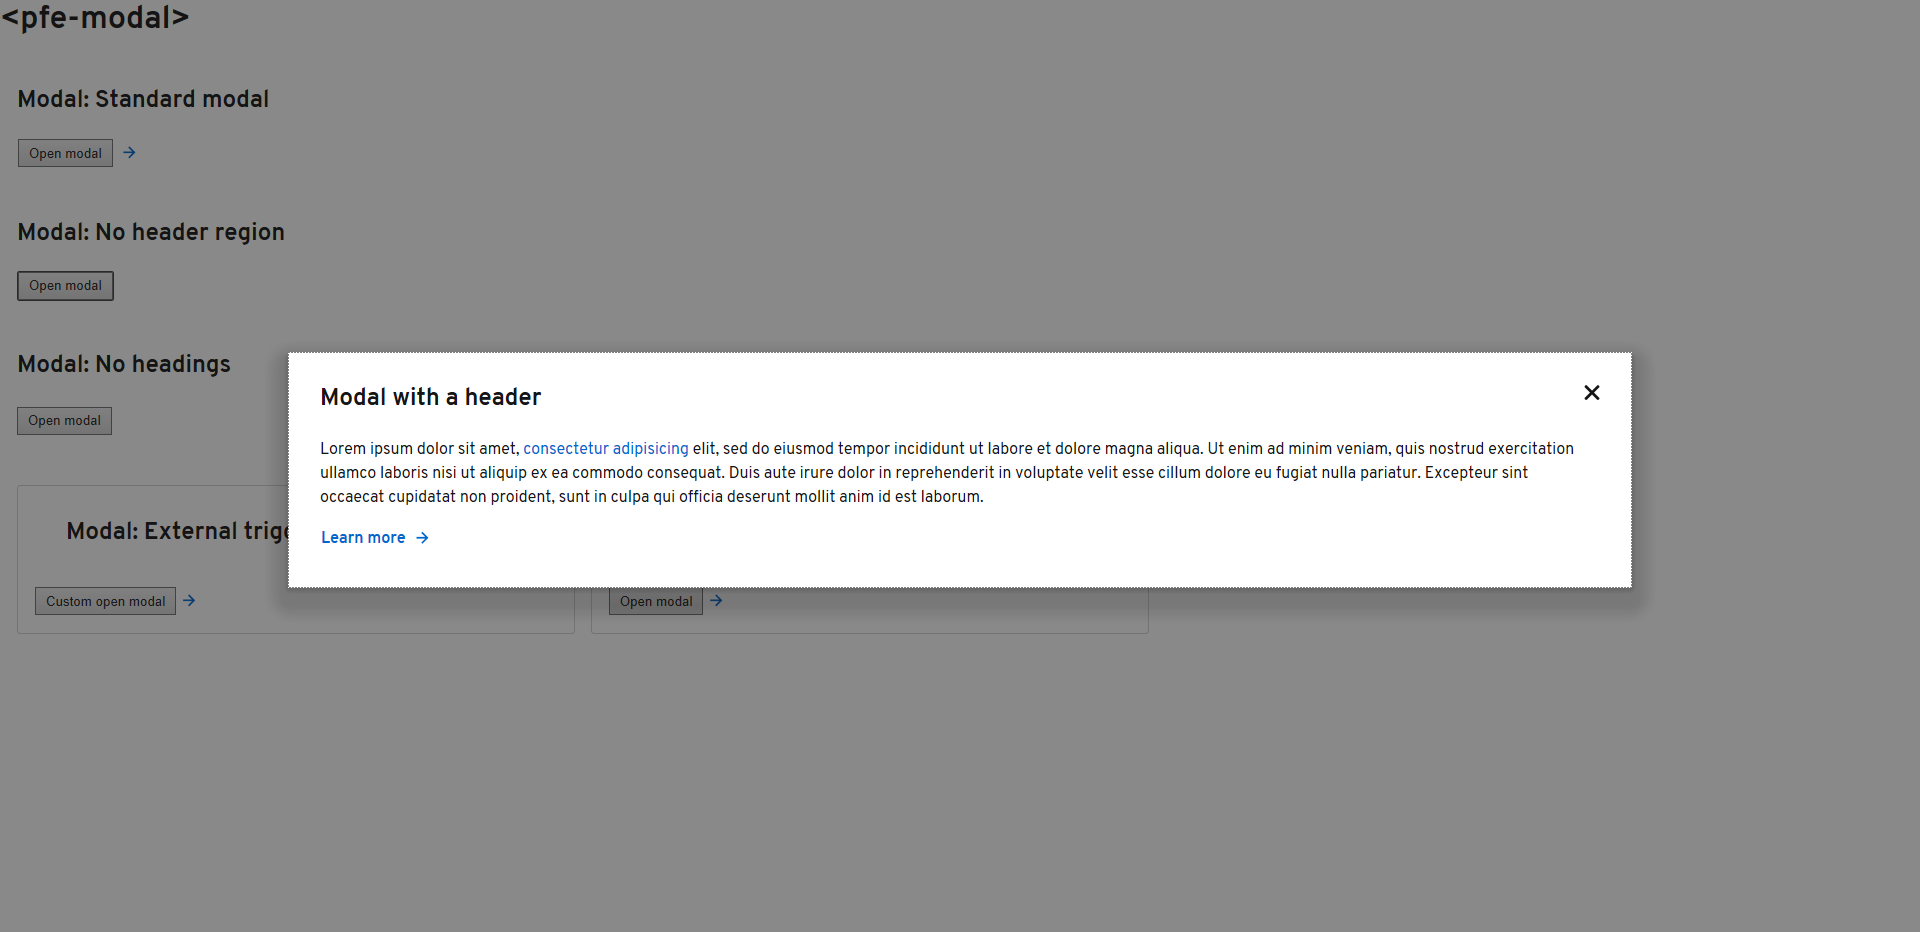 <pfe-modal>
Modal: Standard modal
Open modal
Modal: No header region
Open modal
Modal: No headings
Open modal
Modal with a header
Lorem ipsum dolor sit amet, consectetur adipisicing elit, sed do eiusmod tempor incididunt ut labore et dolore magna aliqua. Ut enim ad minim veniam, quis nostrud exercitation
ullamco laboris nisi ut aliquip ex ea commodo consequat. Duis aute irure dolor in reprehenderit in voluptate velit esse cillum dolore eu fugiat nulla pariatur. Excepteur sint
occaecat cupidatat non proident, sunt in culpa qui officia deserunt mollit anim id est laborum.
Learn more
Modal: External
Custom open modal
Open modal